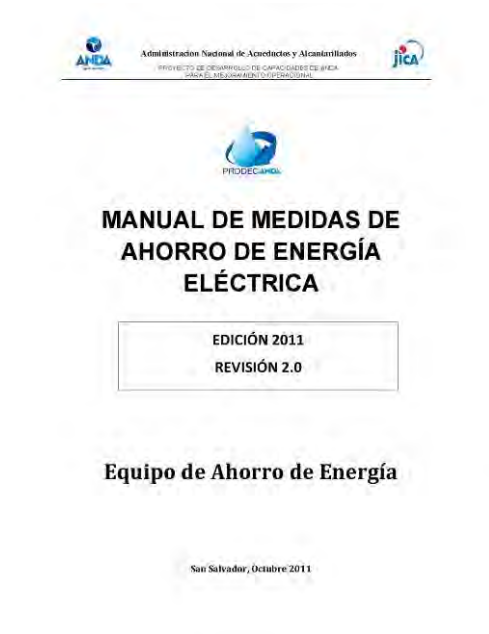 ANDA
Administracion Nacional de Acueductos y Alcantarillados
PROYECTO DE DESARROLLO DE CAPACIDADES DE ANDA
PARA EL MEJORAMIENTO OPERACIONAL
jICA
PRODECANDA
MANUAL DE MEDIDAS DE
AHORRO DE ENERGÍA
ELÉCTRICA
EDICIÓN 2011
REVISIÓN 2.0
Equipo de Ahorro de Energía
San Salvador, Octubre 2011